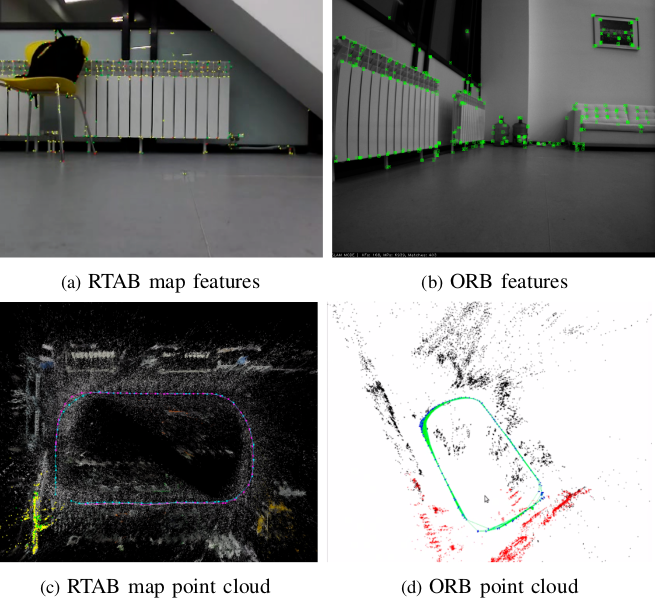 (a) RTAB map features
(b) ORB features
(c) RTAB map point cloud
(d) ORB point cloud